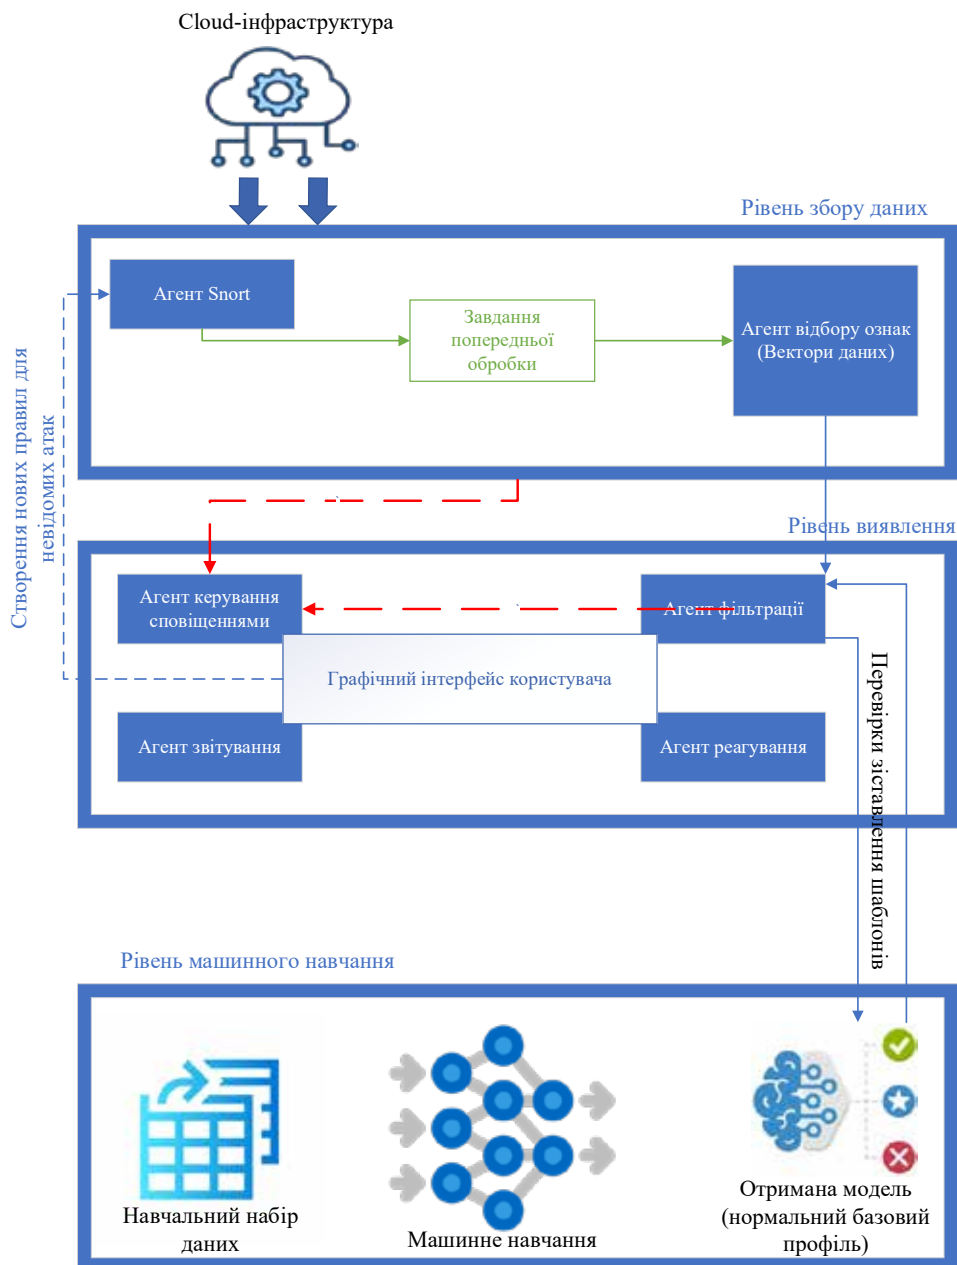 Cloud-інфраструктура
Рівень збору даних
Агент Snort
Завдання
попередньої
обробки
Агент відбору ознак
(Вектори даних)
Створення нових правил для
невідомих атак
Рівень виявлення
Агент керування
сповіщеннями
Агент фільтрації
Графічний інтерфейс користувача
Агент звітування
Агент реагування
Перевірки зіставлення шаблонів
Рівень машинного навчання
Навчальний набір
даних
Машинне навчання
Отримана модель
(нормальний базовий
профіль)